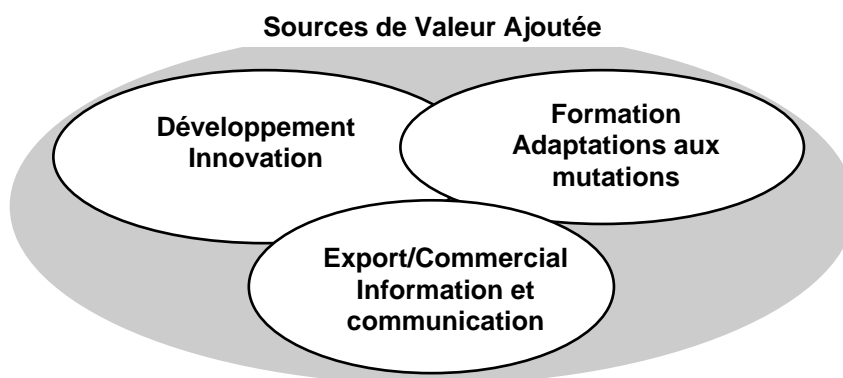 Sources de Valeur Ajoutée
Développement
Innovation
Formation
Adaptations aux
mutations
Export/Commercial
Information et
communication